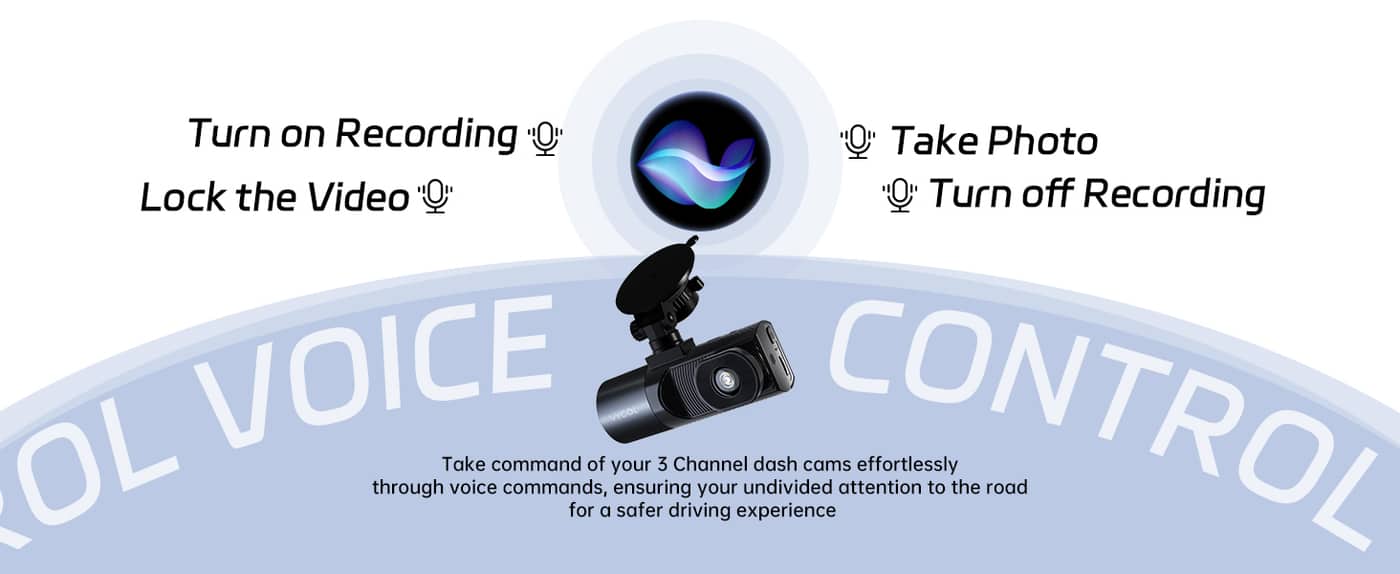 Turn on Recording
Take Photo
Lock the Video
Turn off Recording
ROL VOICE CONTROL
VYCOL
Take command of your 3 Channel dash cams effortlessly
through voice commands, ensuring your undivided attention to the road
for a safer driving experience